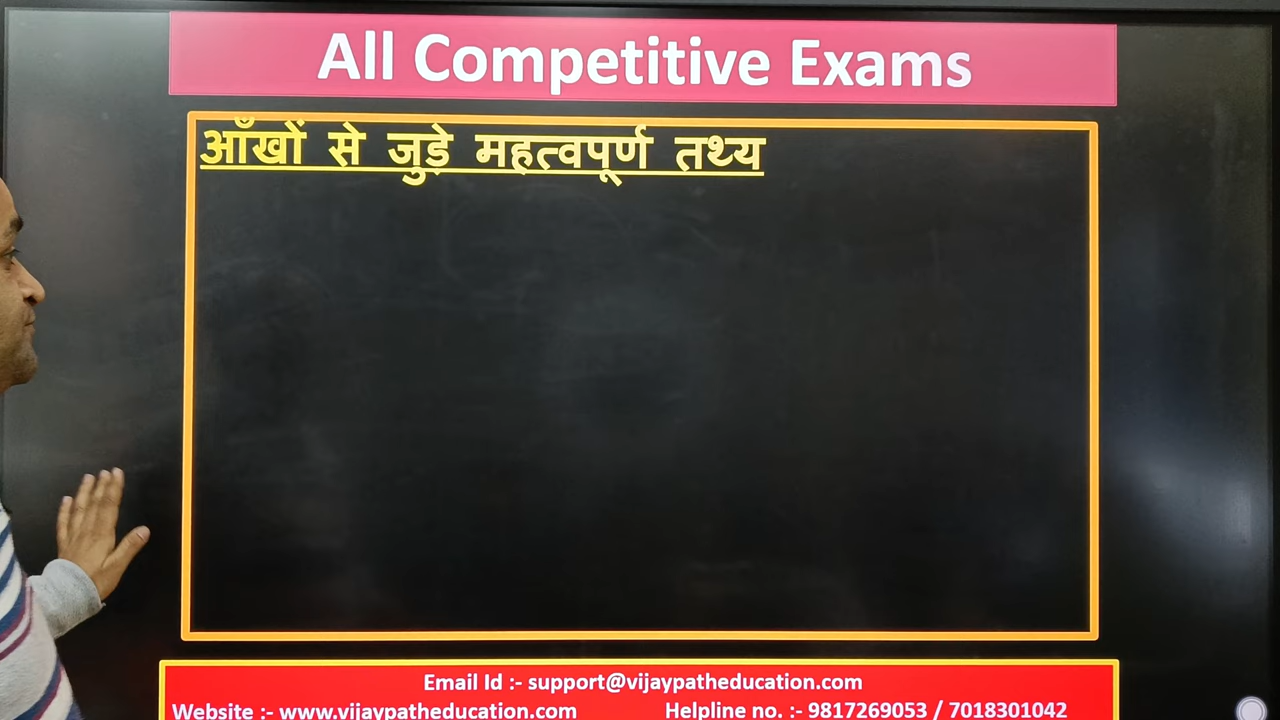 All Competitive Exams
आँखों से जुड़े महत्वपूर्ण तथ्य
Email Id :- support@vijaypatheducation.com
Website :- www.vijaypatheducation.com Helpline no. :- 9817269053 / 7018301042